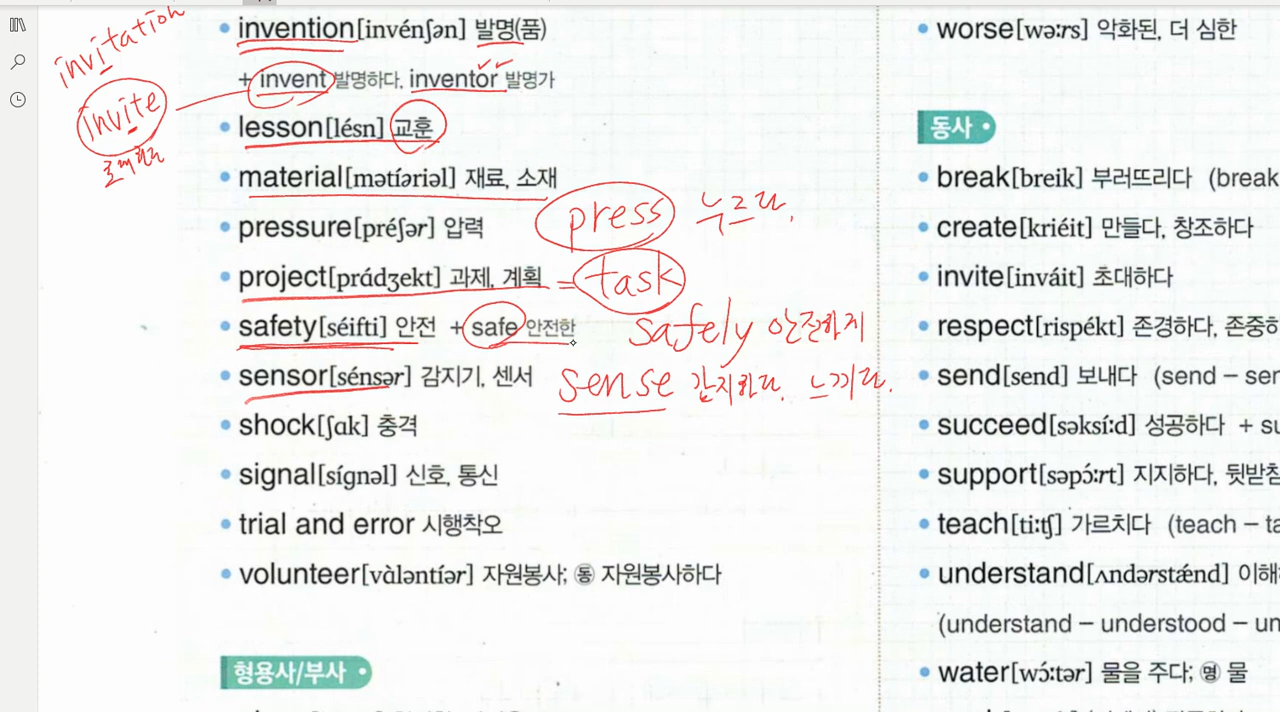 invitation
invite
초대하다
invention[invénʃən] 발명(품)
+ invent 발명하다, inventor 발명가
lesson[lésn] 교훈
material[mətíəriəl] 재료, 소재
pressure[préʃər] 압력
press 누르다.
project[prádʒekt] 과제, 계획 = task
safety[séifti] 안전 + safe 안전한
safely 안전하게
sensor[sénsər] 감지기, 센서
sense 감지하다. 느끼다.
shock[ʃɑk] 충격
signal[sígnəl] 신호, 통신
trial and error 시행착오
volunteer[vὰləntíər] 자원봉사; 동 자원봉사하다
형용사/부사
worse[wəːrs] 악화된, 더 심한
동사
break[breik] 부러뜨리다 (break
create[kriéit] 만들다, 창조하다
invite[inváit] 초대하다
respect[rispékt] 존경하다, 존중하
send[send] 보내다 (send – sen
succeed[səksíːd] 성공하다 + su
support[səpɔ́ːrt] 지지하다, 뒷받침
teach[tiːtʃ] 가르치다 (teach – ta
understand[ʌndərstǽnd] 이해
(understand – understood – un
water[wɔ́ːtər] 물을 주다; 명 물